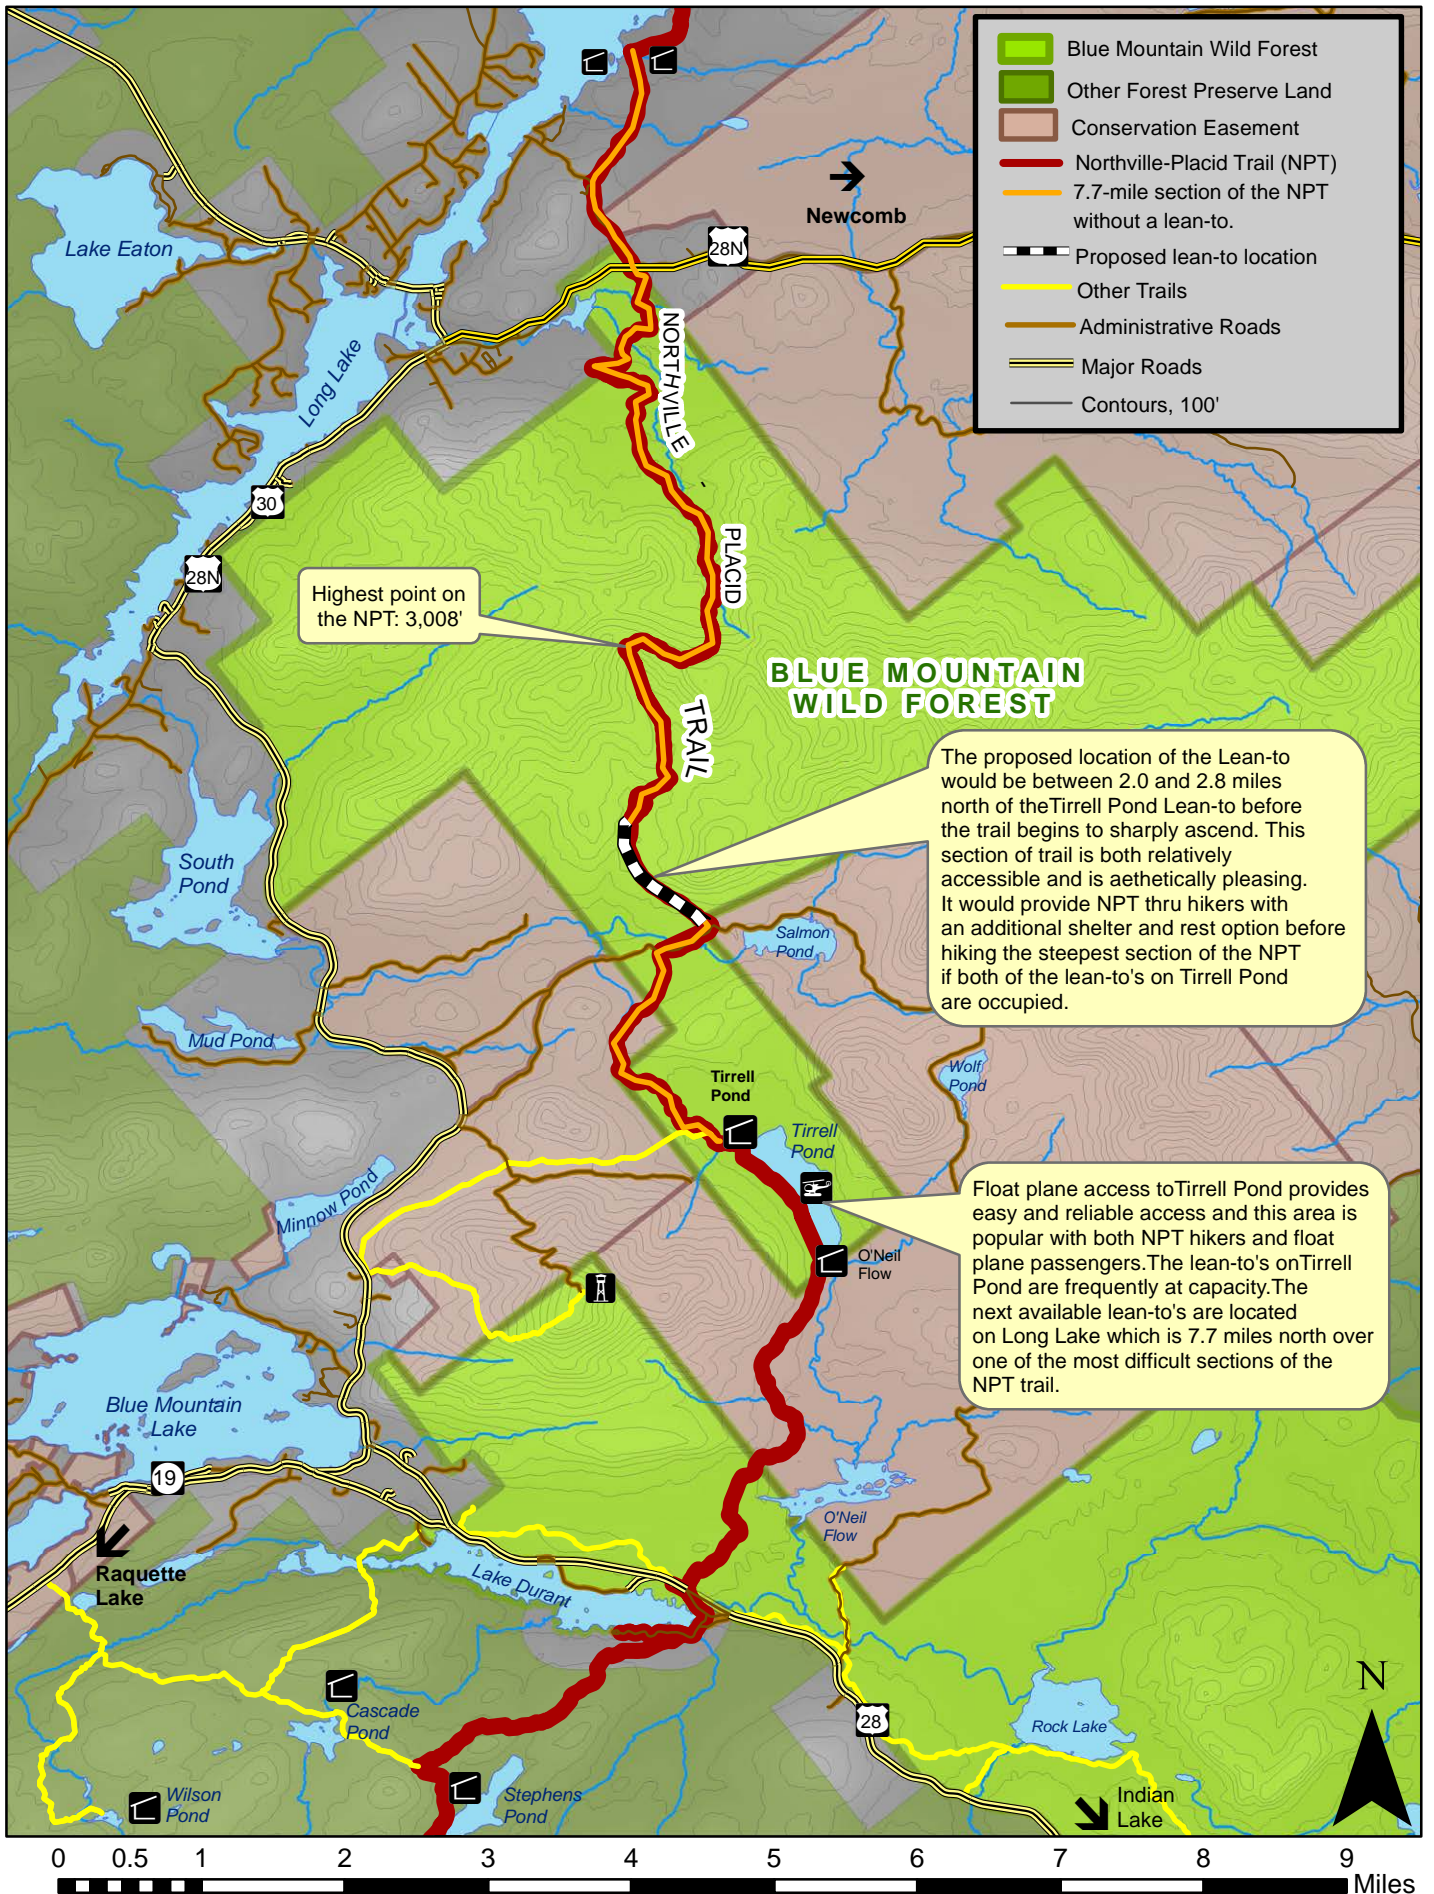 Blue Mountain Wild Forest
Other Forest Preserve Land
Conservation Easement
Northville-Placid Trail (NPT)
7.7-mile section of the NPT
without a lean-to.
Proposed lean-to location
Other Trails
Administrative Roads
Major Roads
Contours, 100'
Newcomb
28N
Lake Eaton
Long Lake
NORTHVILLE
30
28N
PLACID
Highest point on
the NPT: 3,008'
BLUE MOUNTAIN
WILD FOREST
TRAIL
The proposed location of the Lean-to
would be between 2.0 and 2.8 miles
north of theTirrell Pond Lean-to before
the trail begins to sharply ascend. This
section of trail is both relatively
accessible and is aethetically pleasing.
It would provide NPT thru hikers with
an additional shelter and rest option before
hiking the steepest section of the NPT
if both of the lean-to's on Tirrell Pond
are occupied.
South
Pond
Salmon
Pond
Mud Pond
Wolf
Pond
Tirrell
Pond
Tirrell
Pond
Minnow Pond
Float plane access toTirrell Pond provides
easy and reliable access and this area is
popular with both NPT hikers and float
plane passengers.The lean-to's onTirrell
Pond are frequently at capacity.The
next available lean-to's are located
on Long Lake which is 7.7 miles north over
one of the most difficult sections of the
NPT trail.
O'Neil
Flow
Blue Mountain
Lake
19
O'Neil
Flow
Raquette
Lake
Lake Durant
N
Cascade
Pond
28
Rock Lake
Wilson
Pond
Stephens
Pond
Indian
Lake
0 0.5 1 2 3 4 5 6 7 8 9
Miles